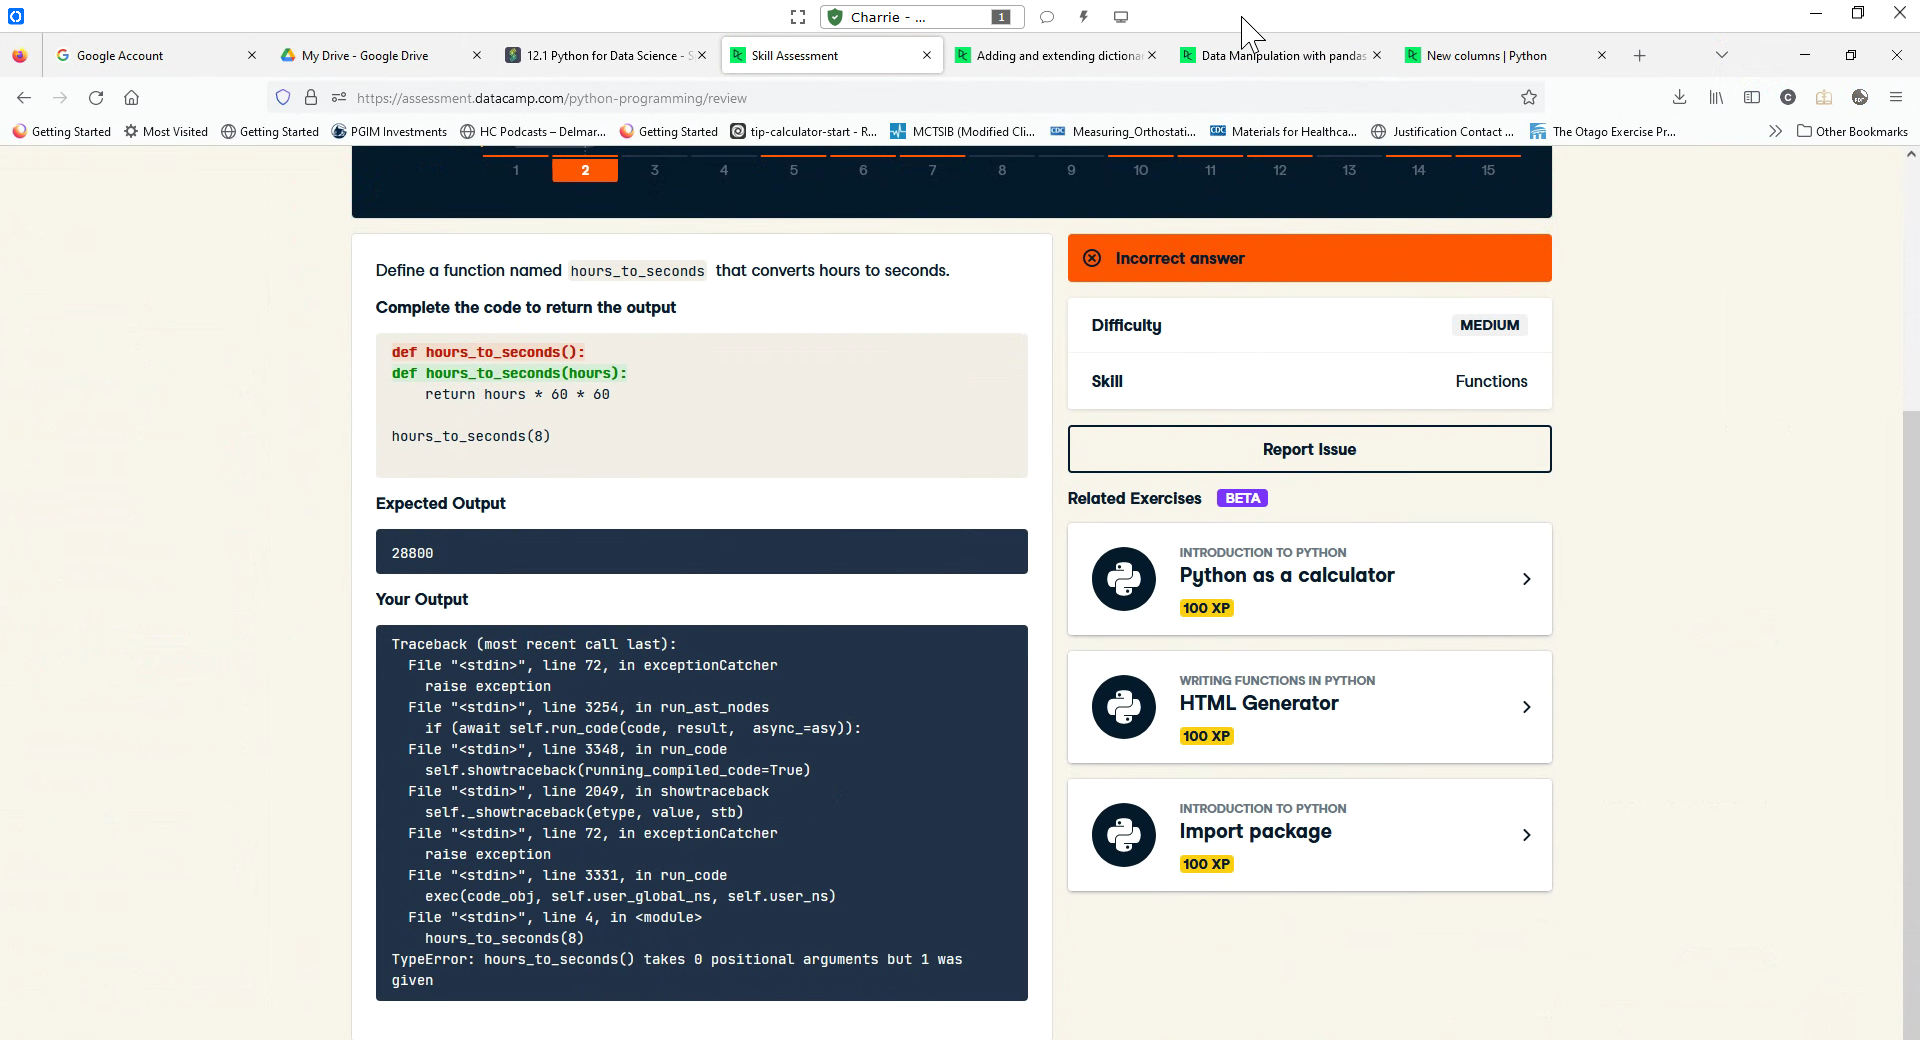 Charrie - ...
1
Google Account
My Drive - Google Drive
12.1 Python for Data Science - S
Skill Assessment
Adding and extending dictionar
Data Manipulation with pandas
New columns | Python
https://assessment.datacamp.com/python-programming/review
Getting Started
Most Visited
Getting Started
PGIM Investments
HC Podcasts – Delmar...
Getting Started
tip-calculator-start - R...
MCTSIB (Modified Cli...
Measuring_Orthostati...
Materials for Healthca...
Justification Contact ...
The Otago Exercise Pr...
Other Bookmarks
1 2 3 4 5 6 7 8 9 10 11 12 13 14 15
Define a function named hours_to_seconds that converts hours to seconds.
Complete the code to return the output
def hours_to_seconds():
def hours_to_seconds(hours):
    return hours * 60 * 60
hours_to_seconds(8)
Expected Output
28800
Your Output
Traceback (most recent call last):
  File "<stdin>", line 72, in exceptionCatcher
    raise exception
  File "<stdin>", line 3254, in run_ast_nodes
    if (await self.run_code(code, result,  async_=asy)):
  File "<stdin>", line 3348, in run_code
    self.showtraceback(running_compiled_code=True)
  File "<stdin>", line 2049, in showtraceback
    self._showtraceback(etype, value, stb)
  File "<stdin>", line 72, in exceptionCatcher
    raise exception
  File "<stdin>", line 3331, in run_code
    exec(code_obj, self.user_global_ns, self.user_ns)
  File "<stdin>", line 4, in <module>
    hours_to_seconds(8)
TypeError: hours_to_seconds() takes 0 positional arguments but 1 was
given
Incorrect answer
Difficulty
MEDIUM
Skill
Functions
Report Issue
Related Exercises BETA
INTRODUCTION TO PYTHON
Python as a calculator
100 XP
WRITING FUNCTIONS IN PYTHON
HTML Generator
100 XP
INTRODUCTION TO PYTHON
Import package
100 XP